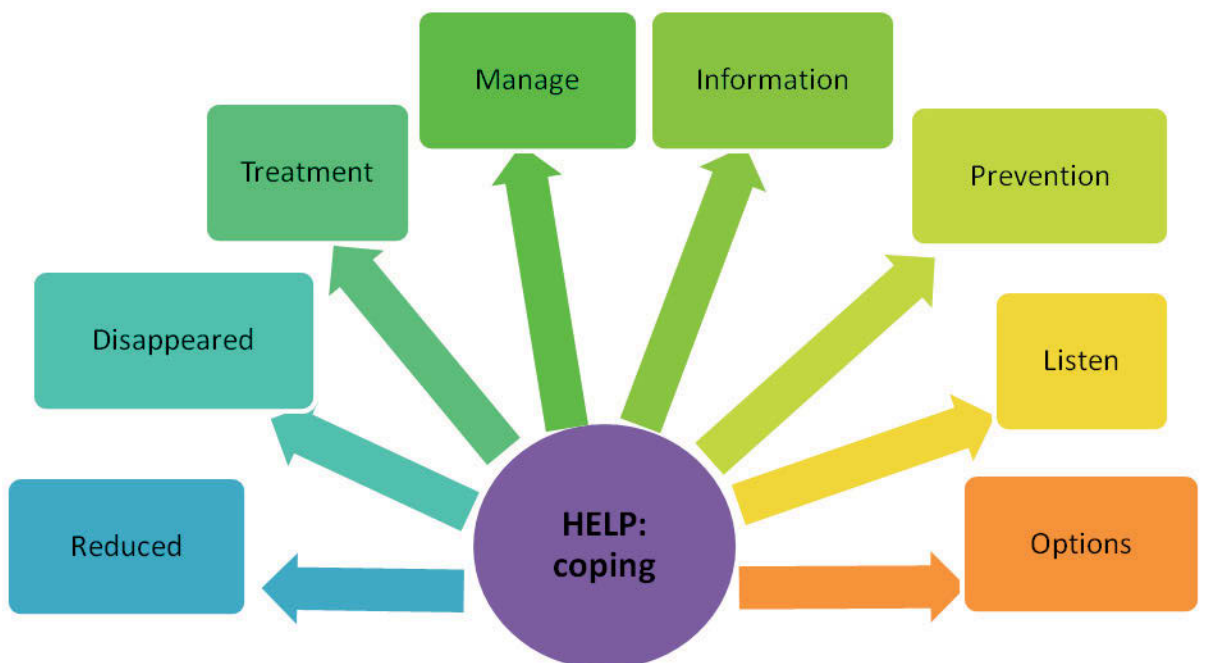 Manage
Information
Treatment
Prevention
Disappeared
Listen
Reduced
Options
HELP:
coping